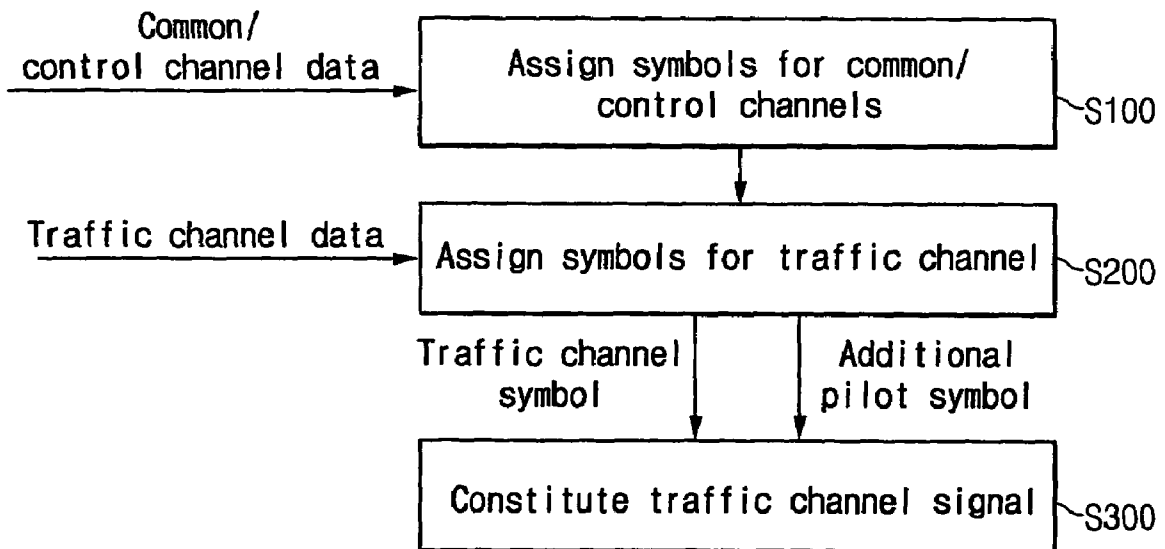 Common/
control channel data
Assign symbols for common/
control channels
S100
Traffic channel data
Assign symbols for traffic channel
S200
Traffic channel
symbol
Additional
pilot symbol
Constitute traffic channel signal
S300